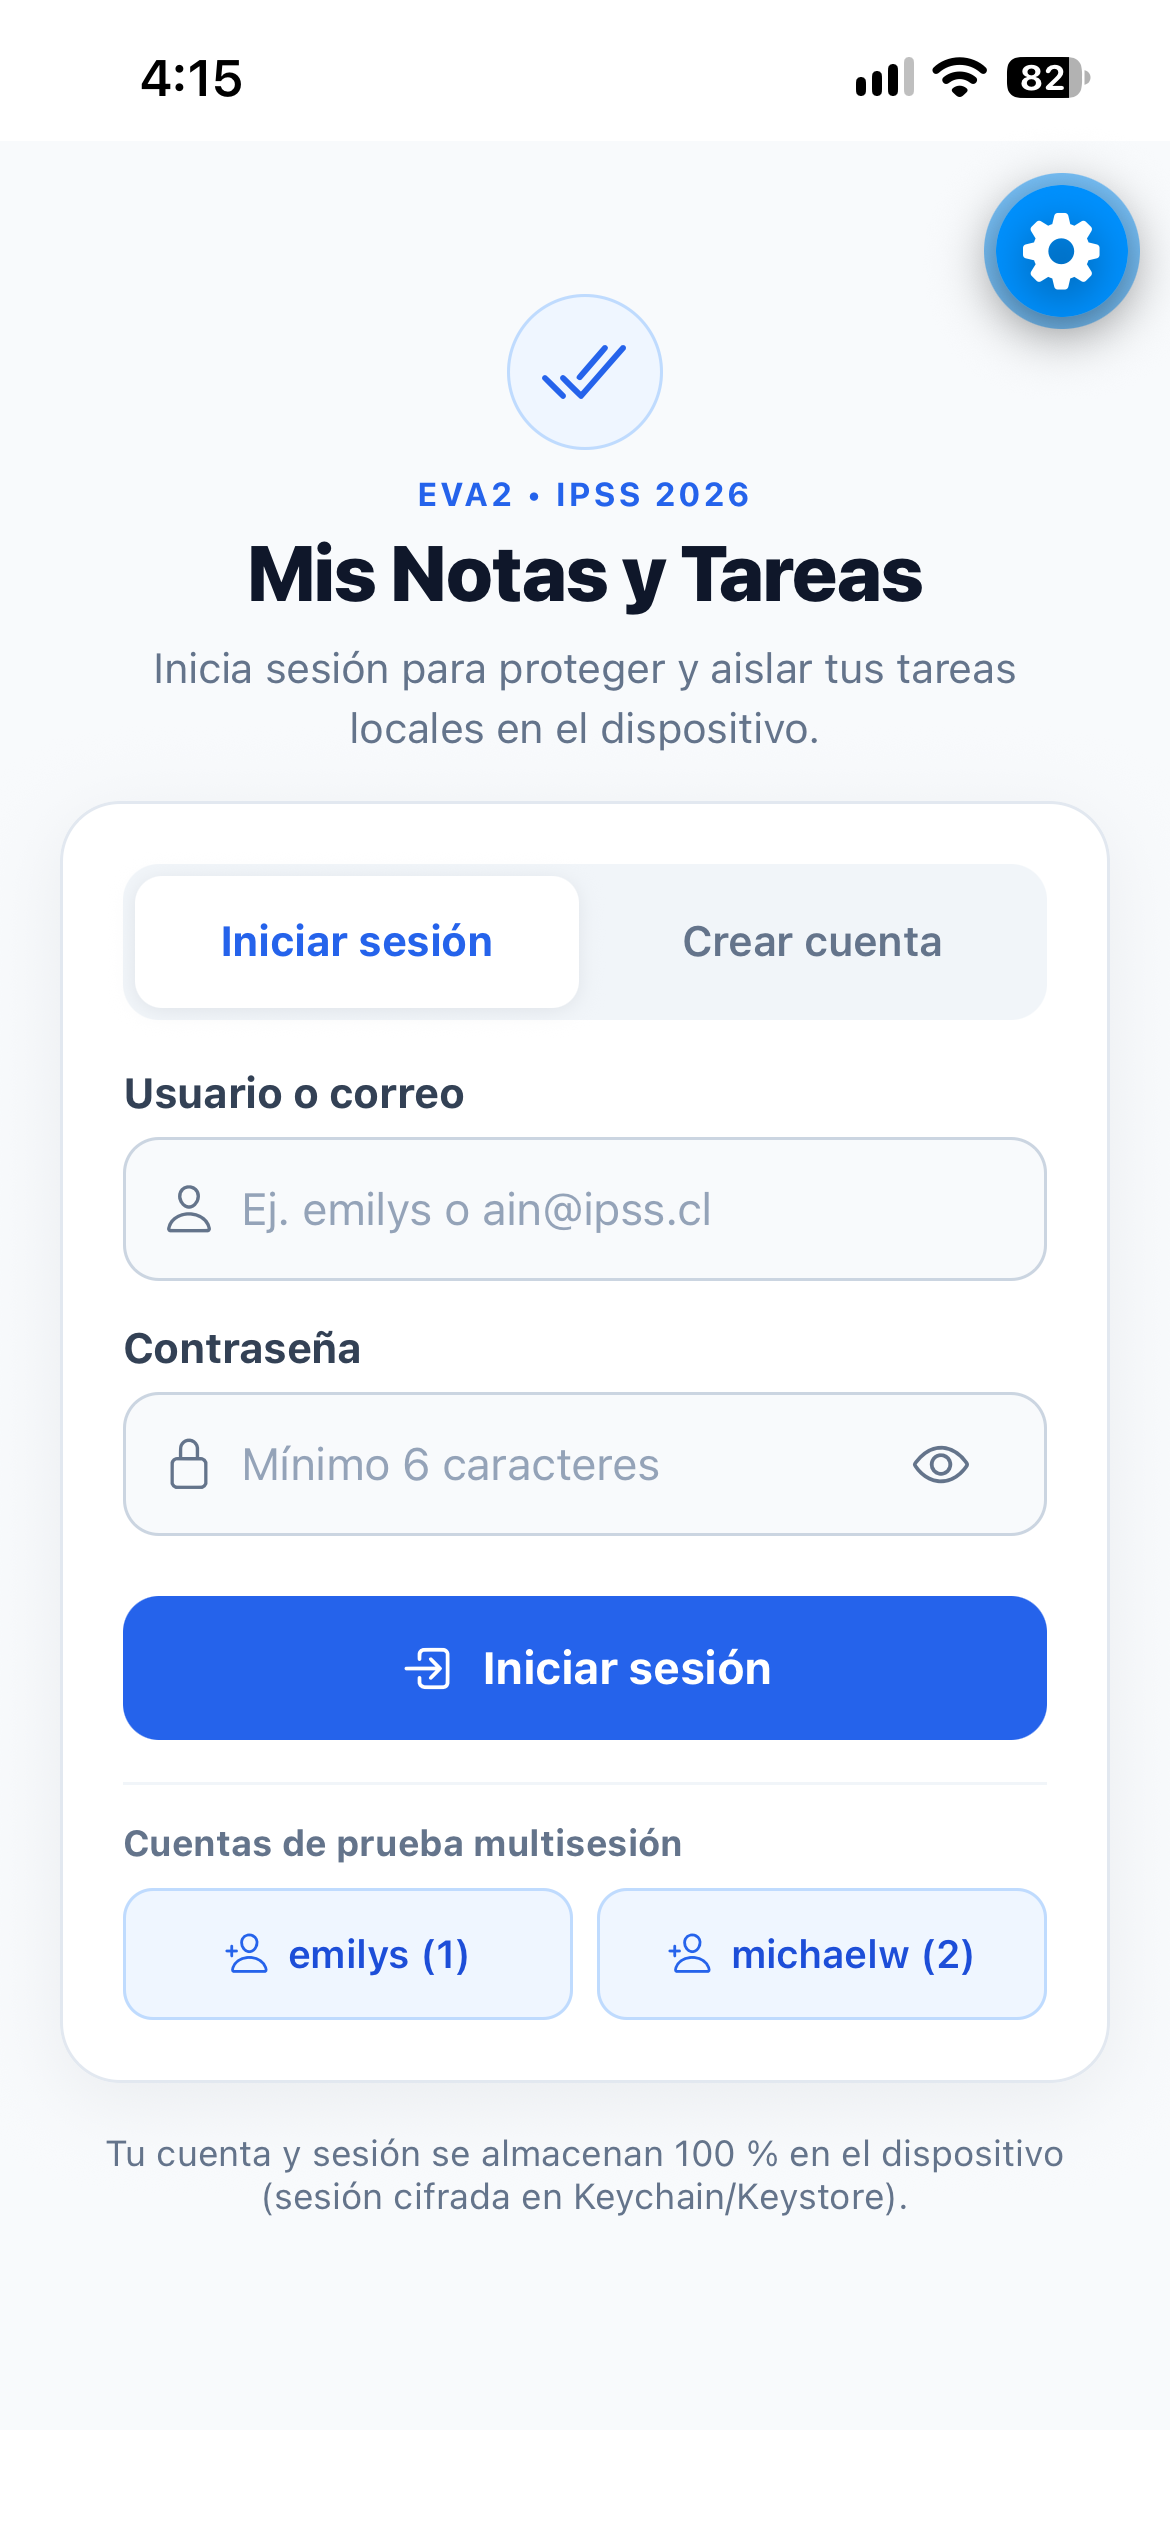 4:15
82
EVA2 • IPSS 2026
Mis Notas y Tareas
Inicia sesión para proteger y aislar tus tareas
locales en el dispositivo.
Iniciar sesión
Crear cuenta
Usuario o correo
Ej. emilys o ain@ipss.cl
Contraseña
Mínimo 6 caracteres
Iniciar sesión
Cuentas de prueba multisesión
emilys (1)
michaelw (2)
Tu cuenta y sesión se almacenan 100 % en el dispositivo
(sesión cifrada en Keychain/Keystore).